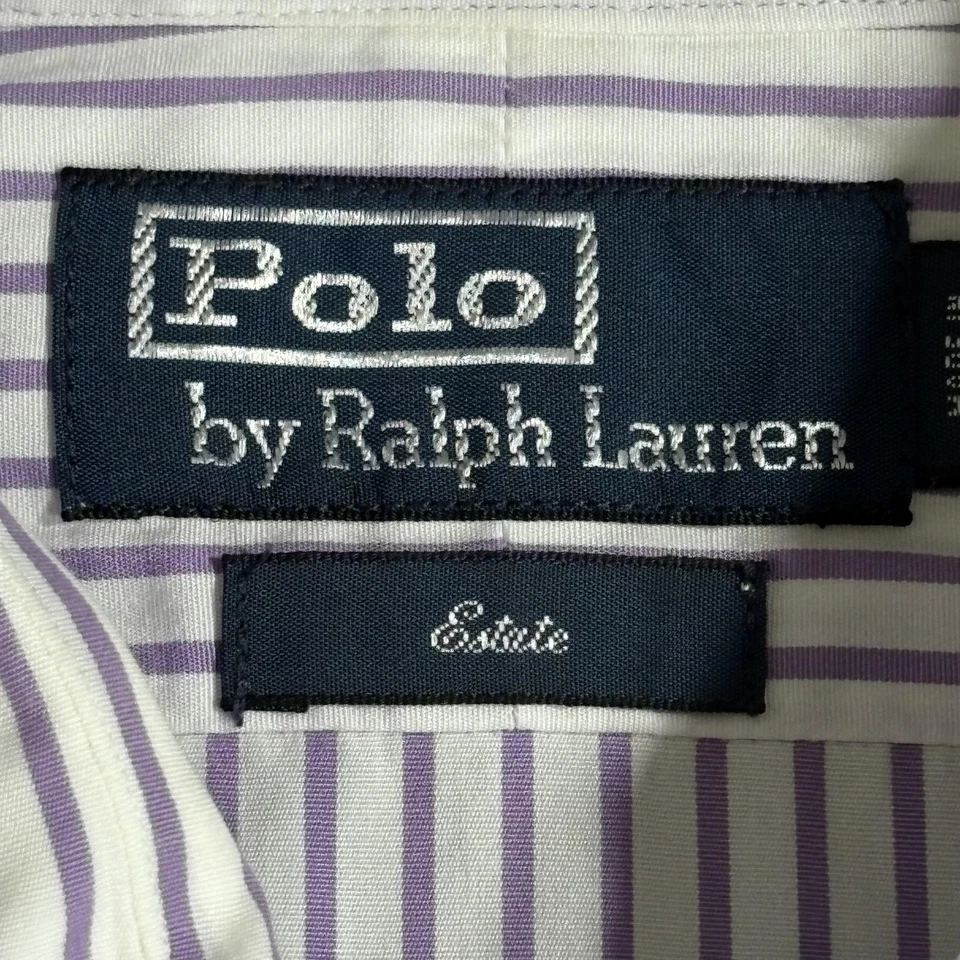 Polo
by Ralph Lauren
Estate